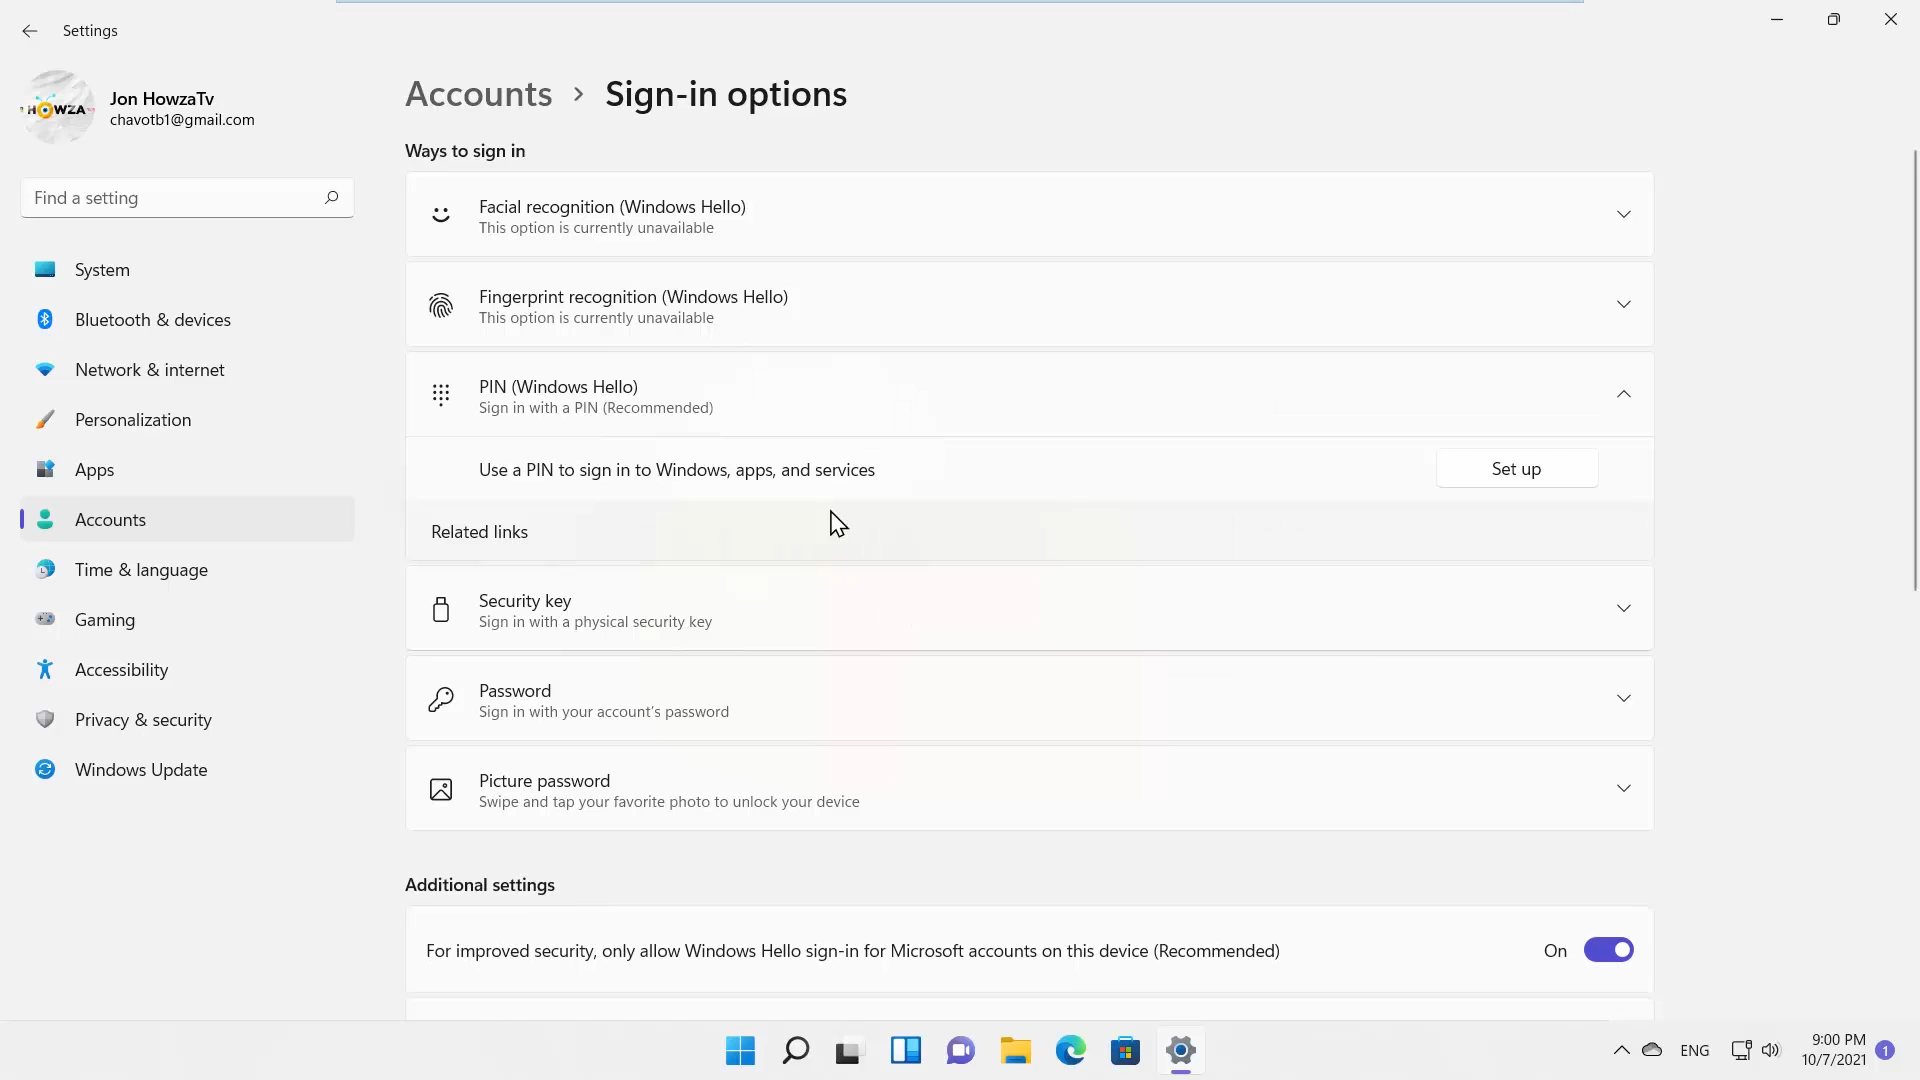 Settings
HOWZA
Jon HowzaTv
chavotb1@gmail.com
Find a setting
System
Bluetooth & devices
Network & internet
Personalization
Apps
Accounts
Time & language
Gaming
Accessibility
Privacy & security
Windows Update
Accounts > Sign-in options
Ways to sign in
Facial recognition (Windows Hello)
This option is currently unavailable
Fingerprint recognition (Windows Hello)
This option is currently unavailable
PIN (Windows Hello)
Sign in with a PIN (Recommended)
Use a PIN to sign in to Windows, apps, and services
Set up
Related links
Security key
Sign in with a physical security key
Password
Sign in with your account's password
Picture password
Swipe and tap your favorite photo to unlock your device
Additional settings
For improved security, only allow Windows Hello sign-in for Microsoft accounts on this device (Recommended)
On
ENG
9:00 PM
10/7/2021
1